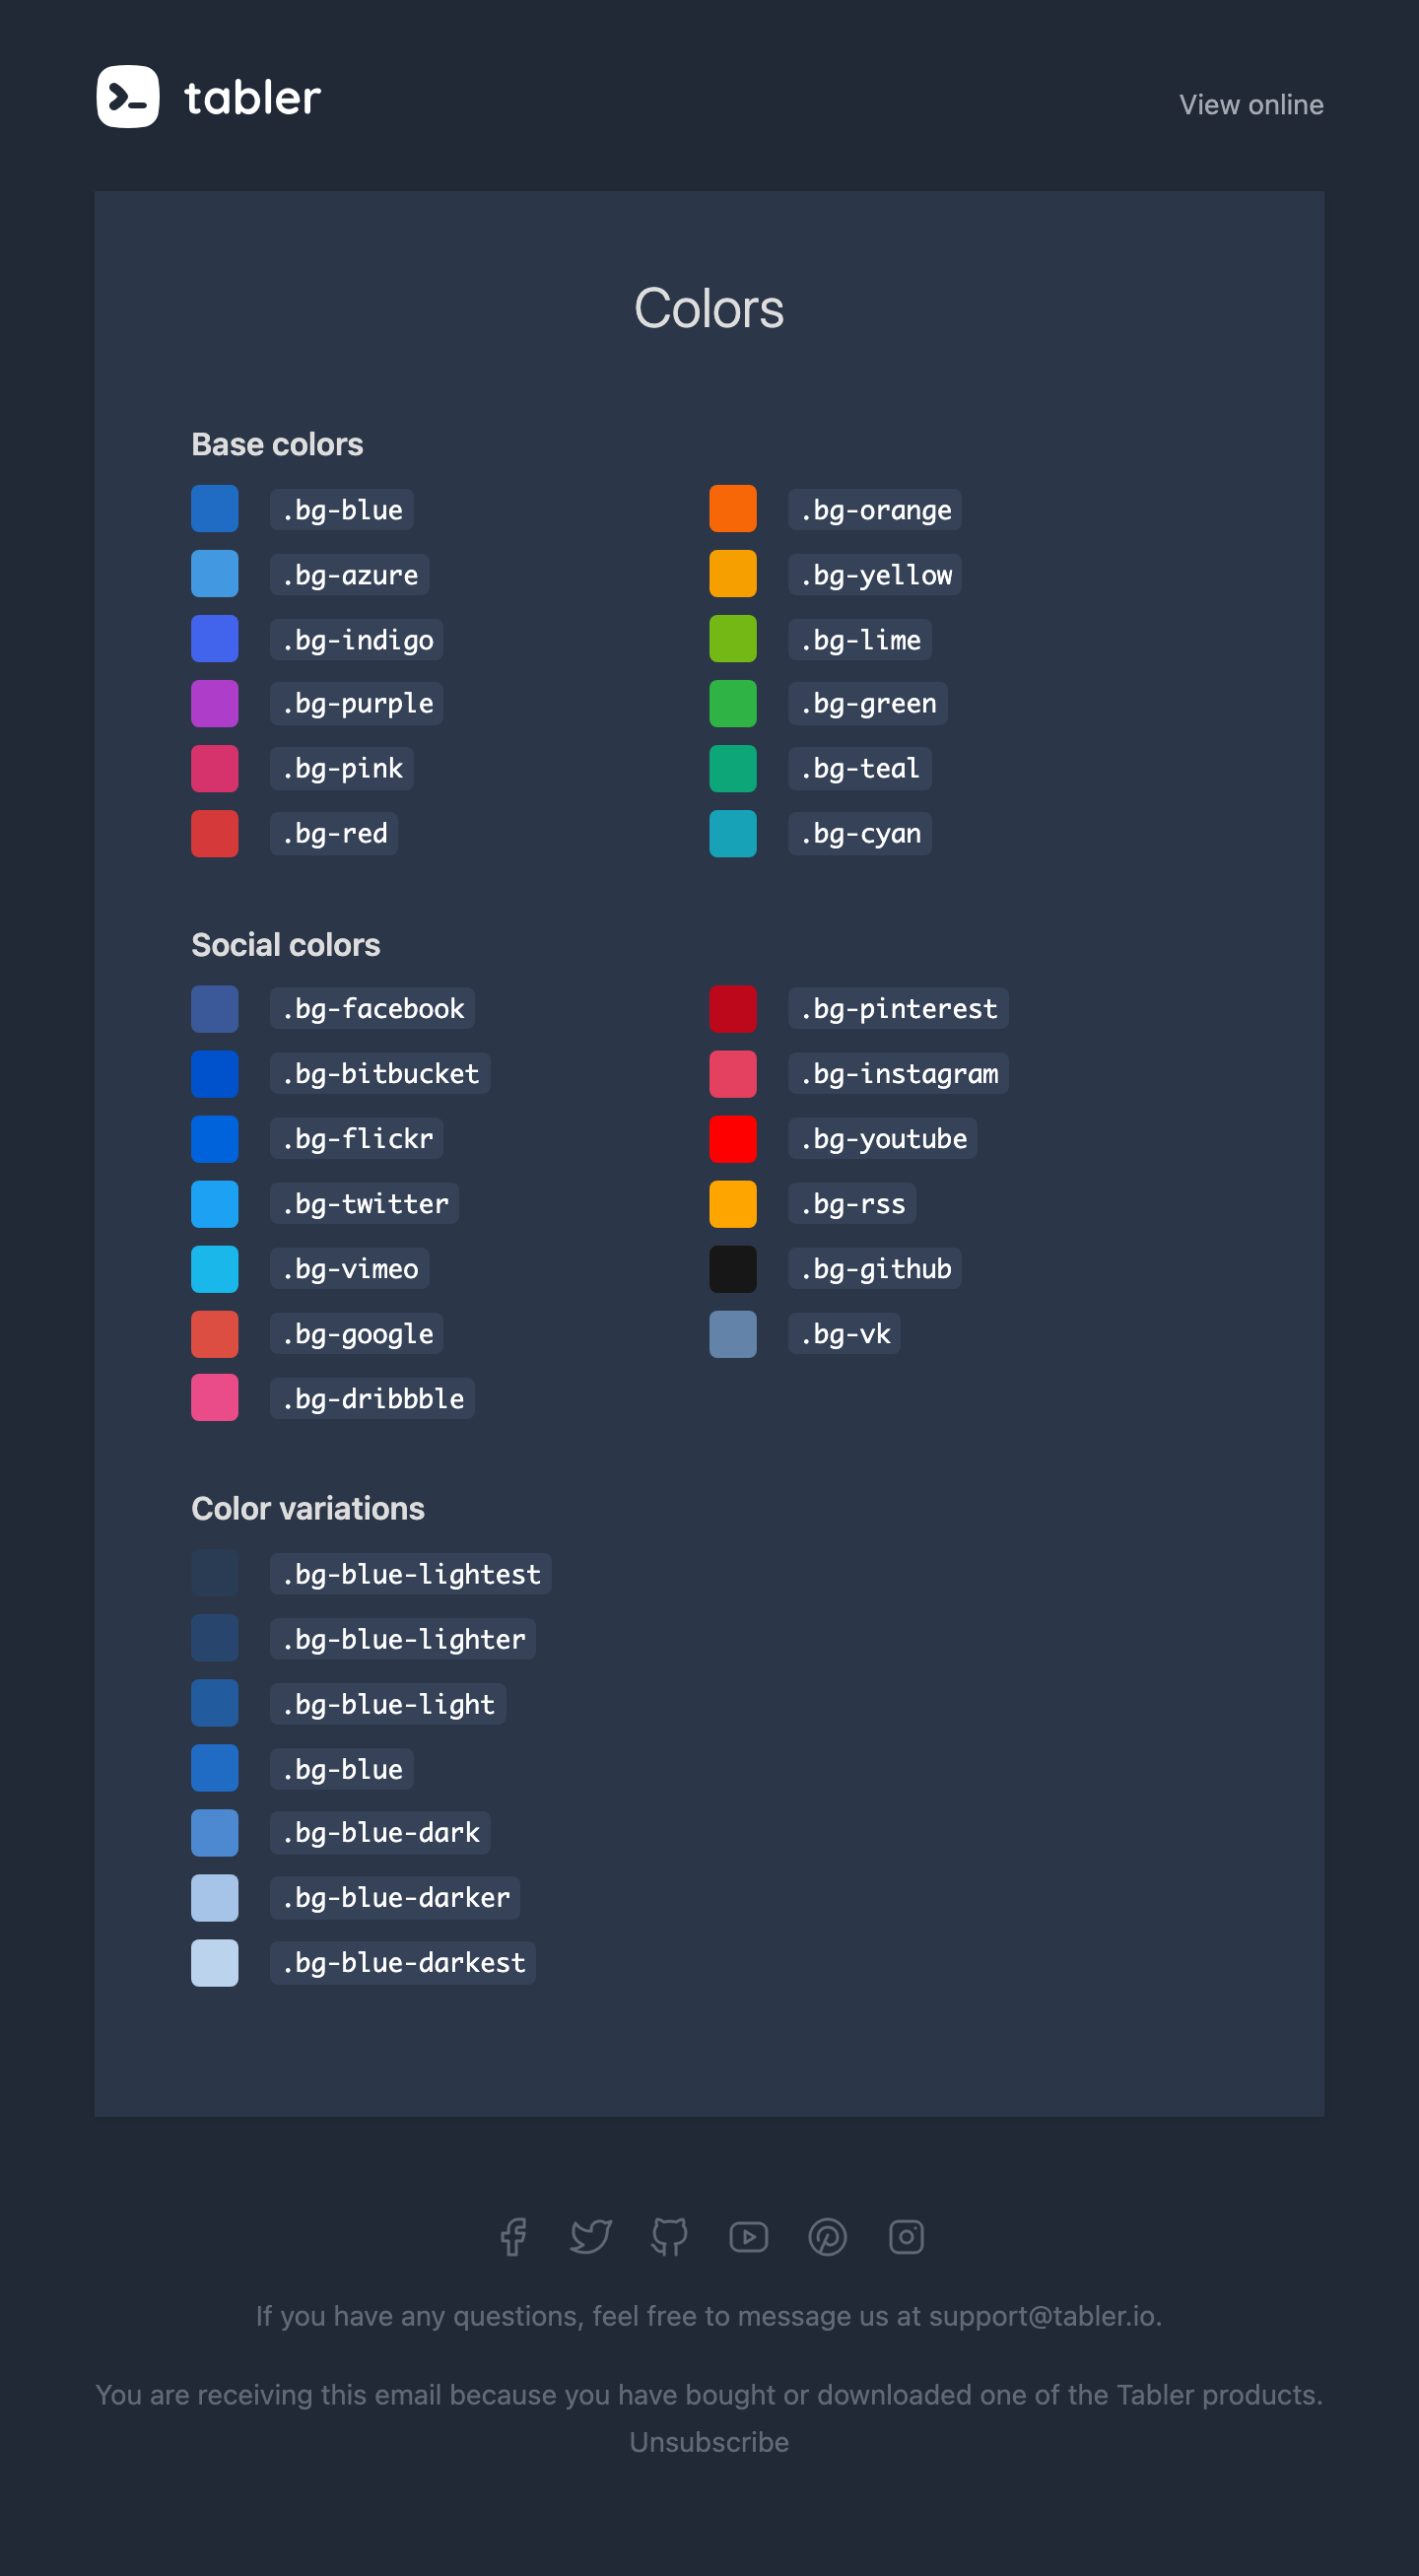 tabler
View online
Colors
Base colors
.bg-blue
.bg-azure
.bg-indigo
.bg-purple
.bg-pink
.bg-red
.bg-orange
.bg-yellow
.bg-lime
.bg-green
.bg-teal
.bg-cyan
Social colors
.bg-facebook
.bg-bitbucket
.bg-flickr
.bg-twitter
.bg-vimeo
.bg-google
.bg-dribbble
.bg-pinterest
.bg-instagram
.bg-youtube
.bg-rss
.bg-github
.bg-vk
Color variations
.bg-blue-lightest
.bg-blue-lighter
.bg-blue-light
.bg-blue
.bg-blue-dark
.bg-blue-darker
.bg-blue-darkest
If you have any questions, feel free to message us at support@tabler.io.
You are receiving this email because you have bought or downloaded one of the Tabler products.
Unsubscribe